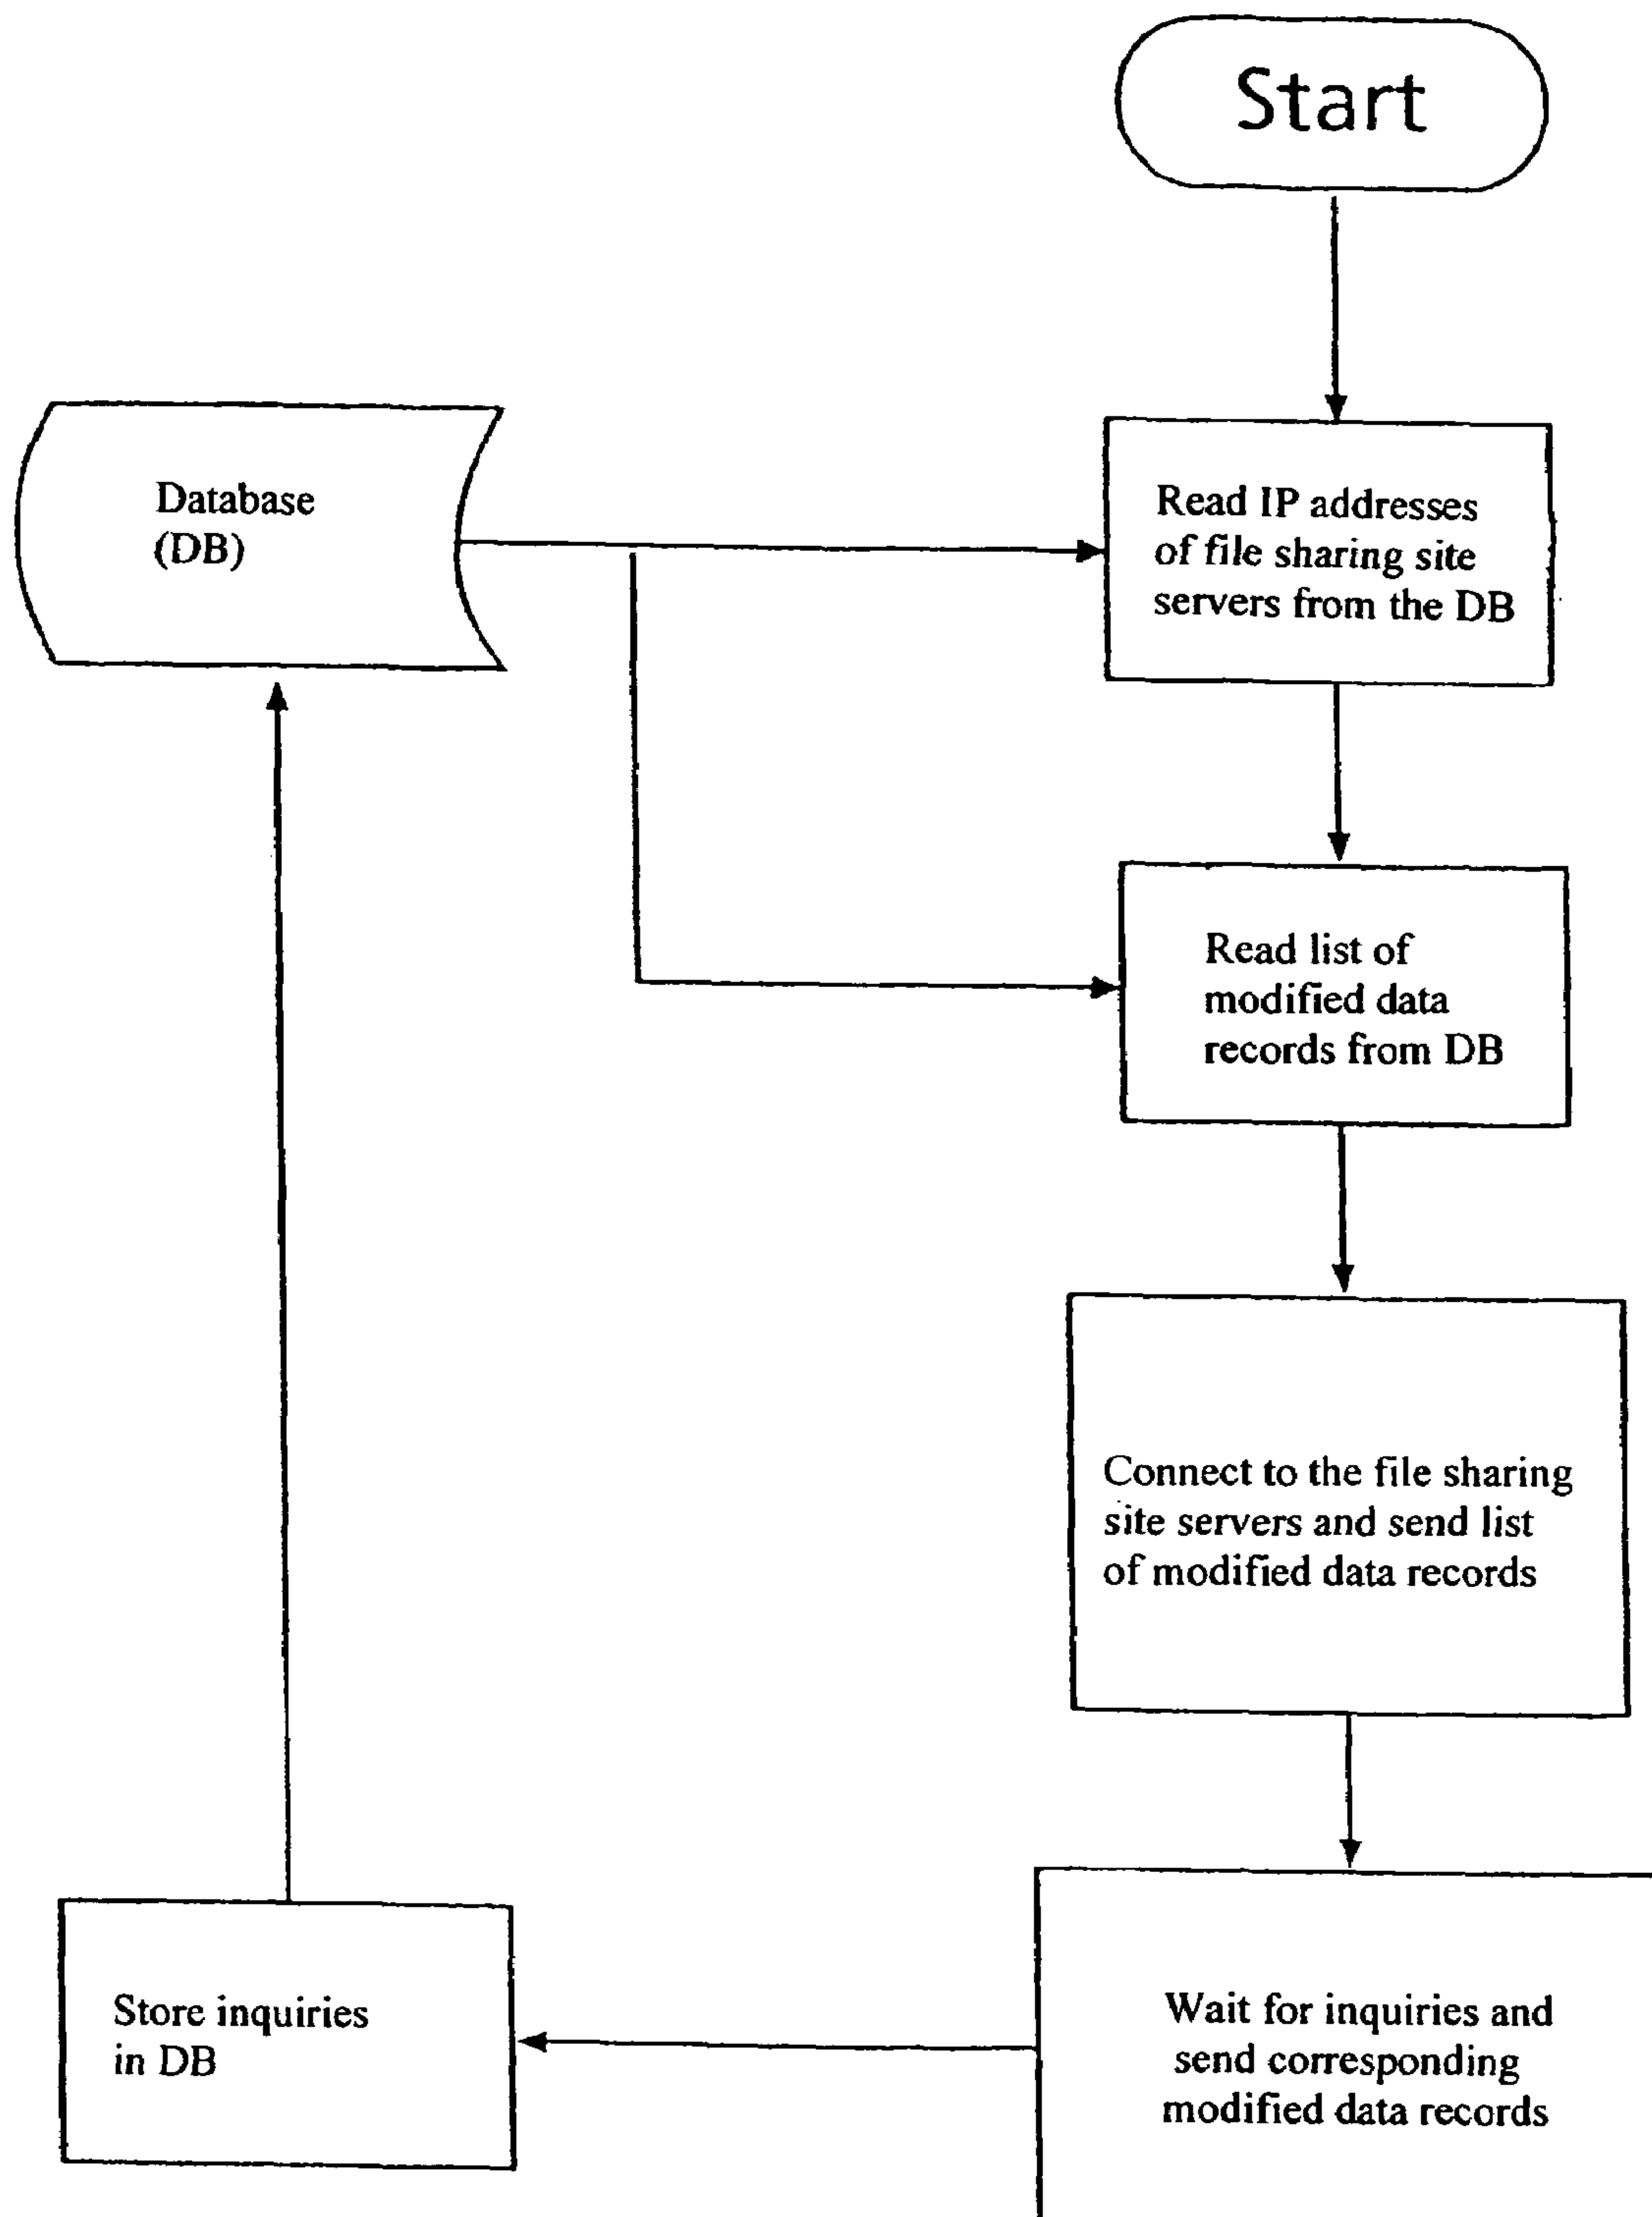 Start
Database
(DB)
Read IP addresses
of file sharing site
servers from the DB
Read list of
modified data
records from DB
Connect to the file sharing
site servers and send list
of modified data records
Store inquiries
in DB
Wait for inquiries and
send corresponding
modified data records